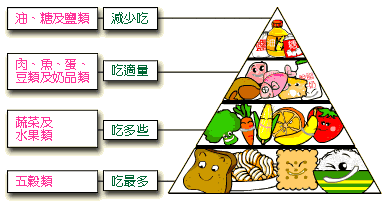 油、糖及鹽類
減少吃
肉、魚、蛋、
豆類及奶品類
吃適量
蔬菜及
水果類
吃多些
五穀類
吃最多